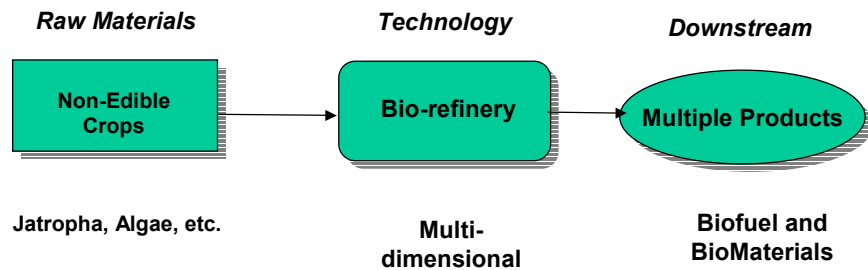 Raw Materials
Technology
Downstream
Non-Edible
Crops
Bio-refinery
Multiple Products
Jatropha, Algae, etc.
Multi-
dimensional
Biofuel and
BioMaterials